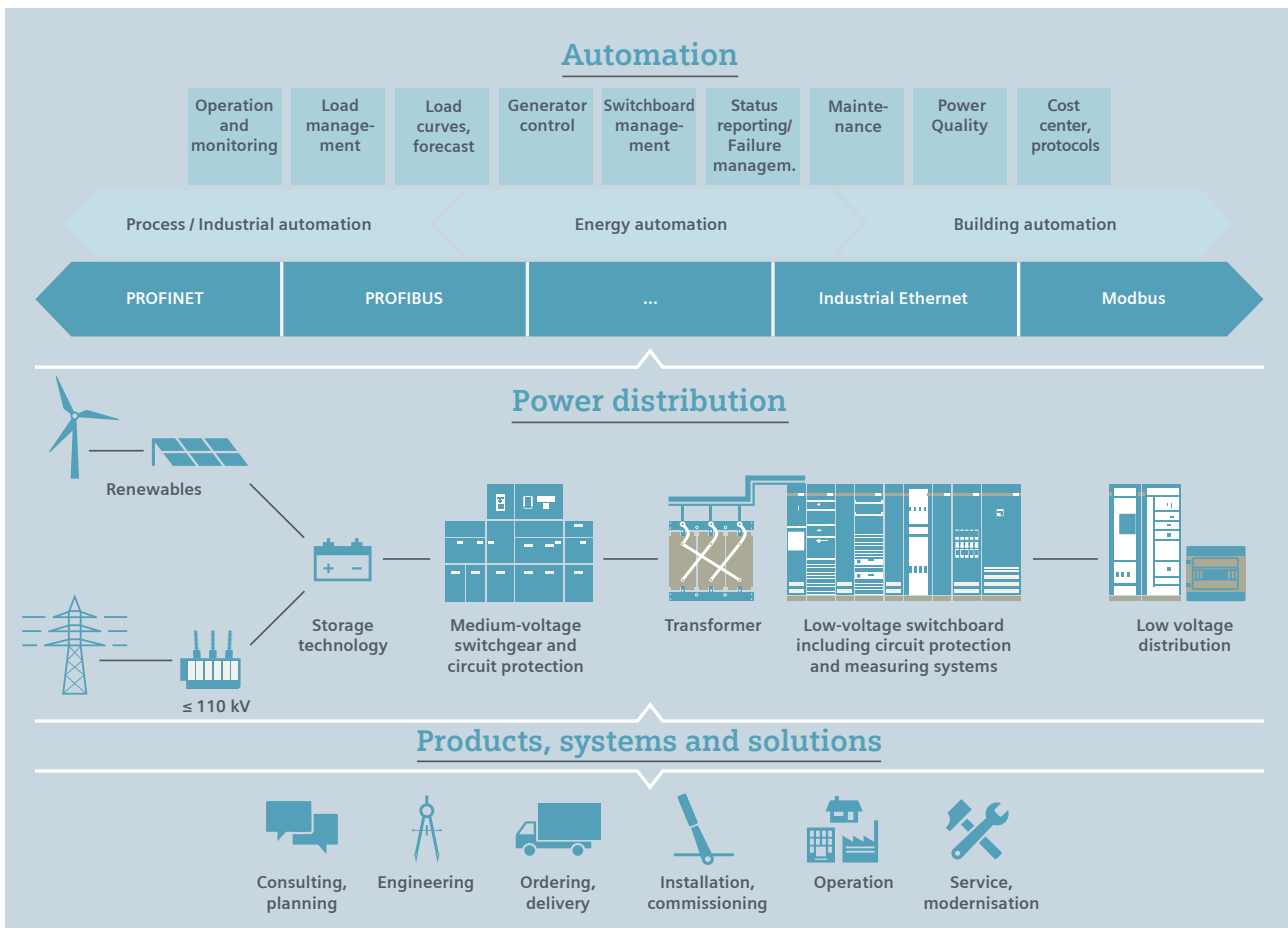 Automation
Operation
and
monitoring
Load
manage-
ment
Load
curves,
forecast
Generator
control
Switchboard
manage-
ment
Status
reporting/
Failure
managem.
Mainte-
nance
Power
Quality
Cost
center,
protocols
Process / Industrial automation
Energy automation
Building automation
PROFINET
PROFIBUS
...
Industrial Ethernet
Modbus
Power distribution
Renewables
≤ 110 kV
Storage
technology
Medium-voltage
switchgear and
circuit protection
Transformer
Low-voltage switchboard
including circuit protection
and measuring systems
Low voltage
distribution
Products, systems and solutions
Consulting,
planning
Engineering
Ordering,
delivery
Installation,
commissioning
Operation
Service,
modernisation